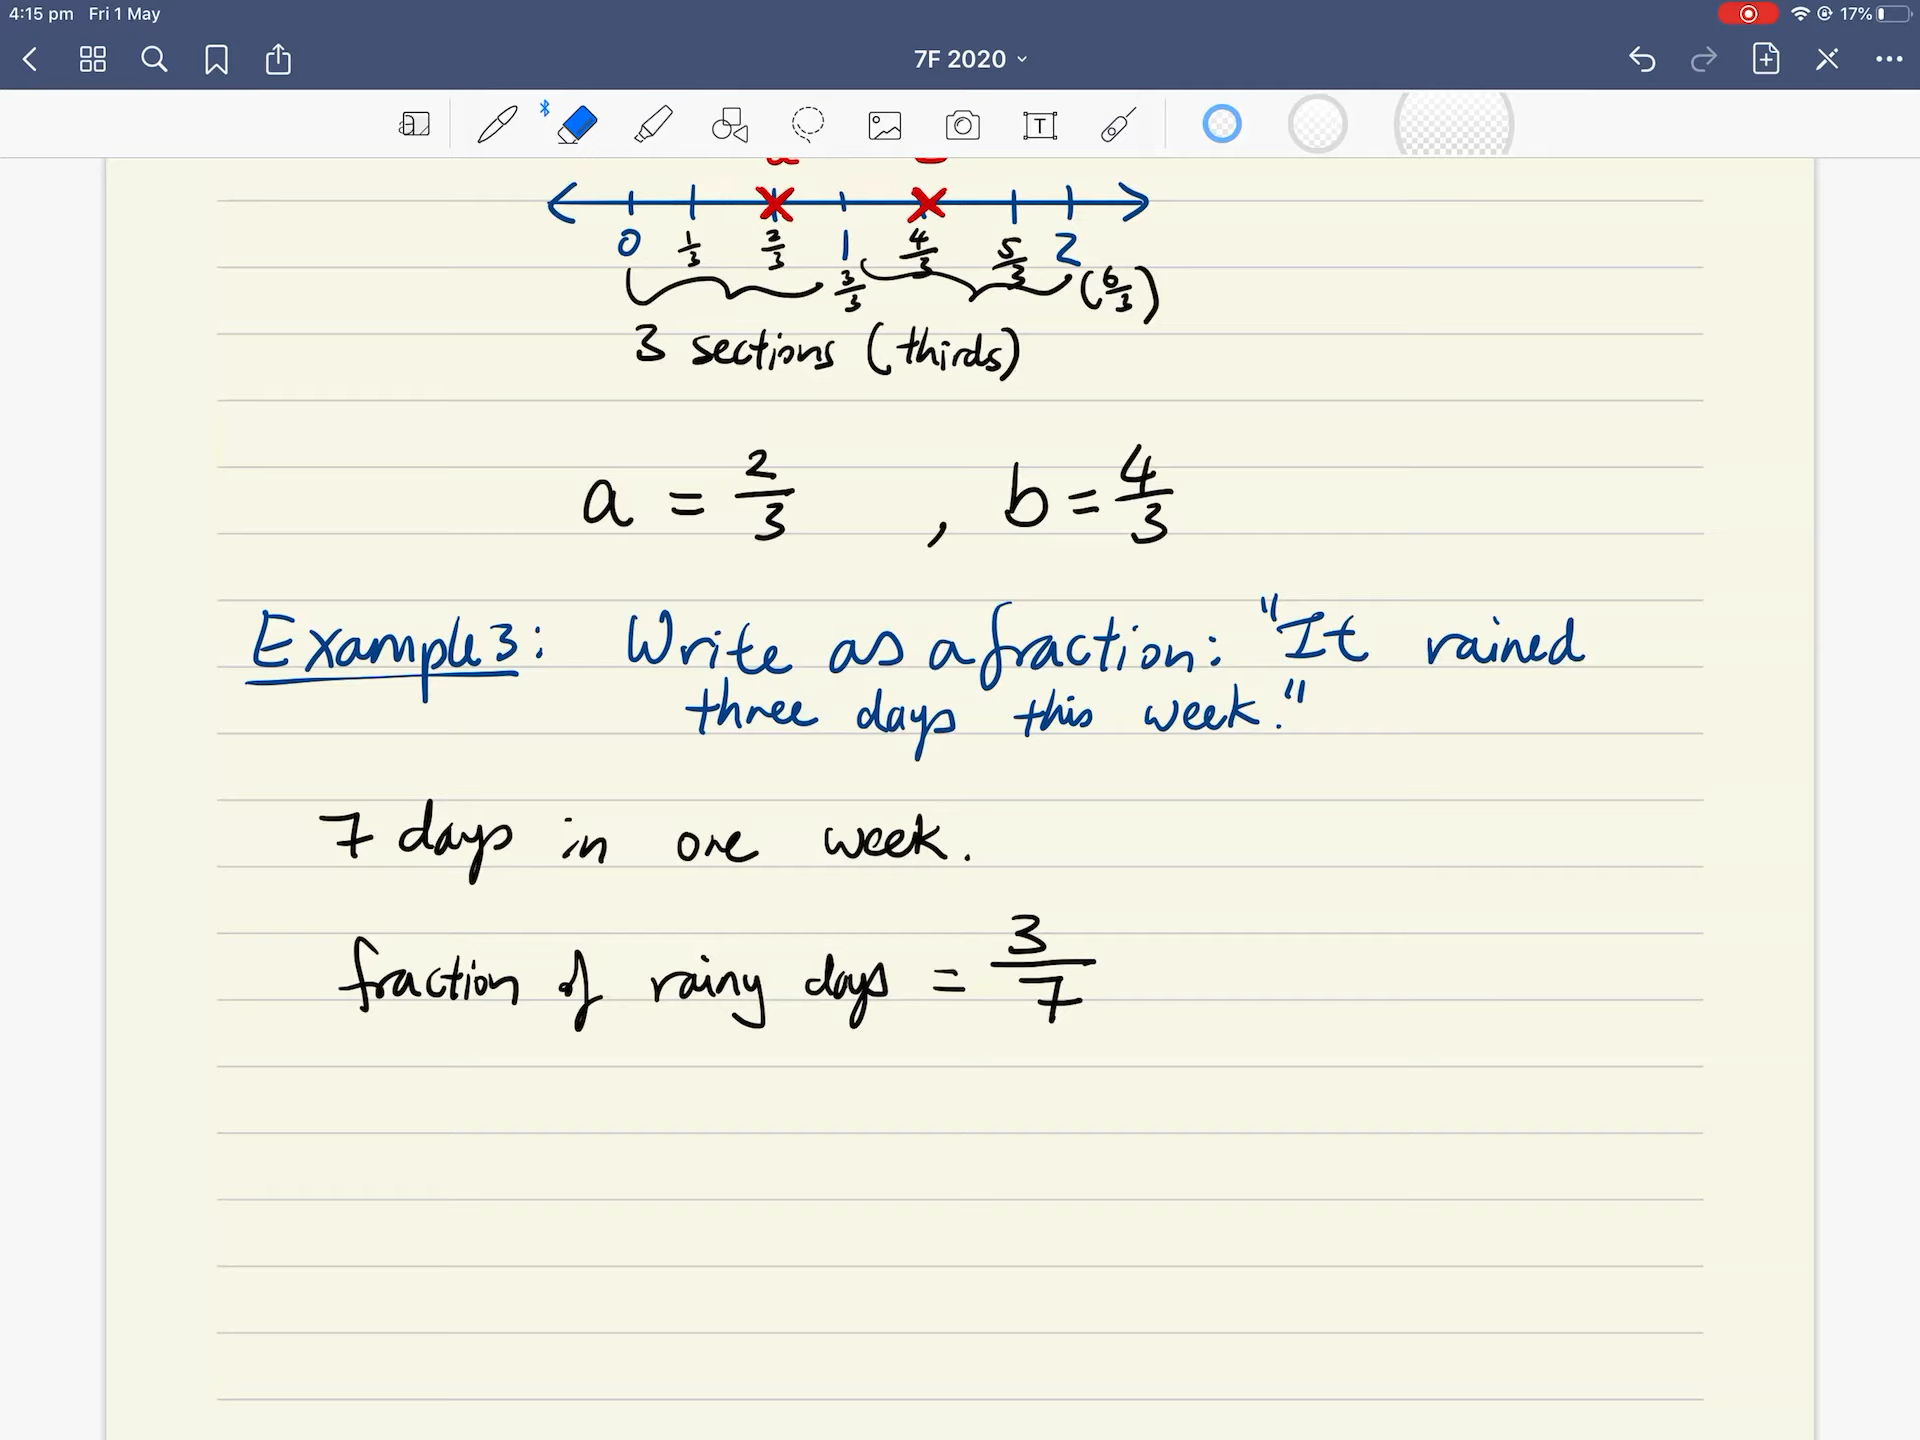 4:15 pm Fri 1 May 17%
7F 2020
0 1/3 2/3 1 4/3 5/3 2
3/3 (6/3)
3 sections (thirds)
a = 2/3 , b = 4/3
Example 3: Write as a fraction: "It rained
three days this week."
7 days in one week.
fraction of rainy days = 3/7